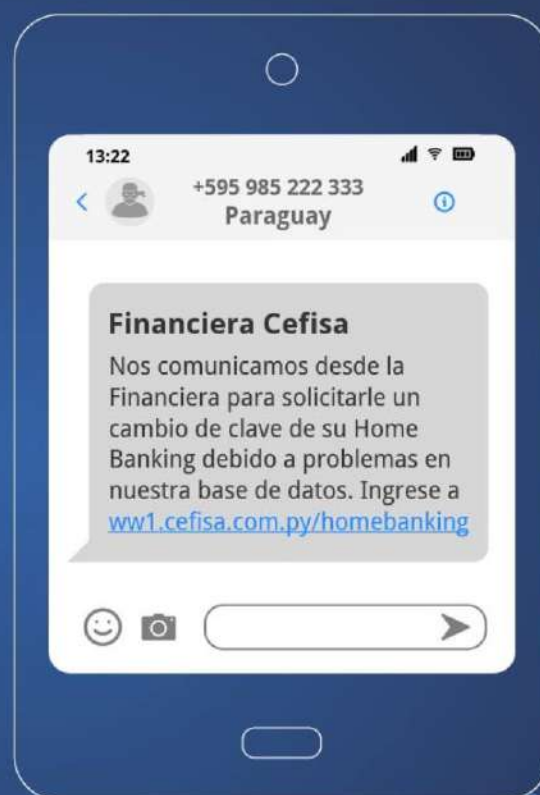 13:22
+595 985 222 333
Paraguay
Financiera Cefisa
Nos comunicamos desde la
Financiera para solicitarle un
cambio de clave de su Home
Banking debido a problemas en
nuestra base de datos. Ingrese a
ww1.cefisa.com.py/homebanking